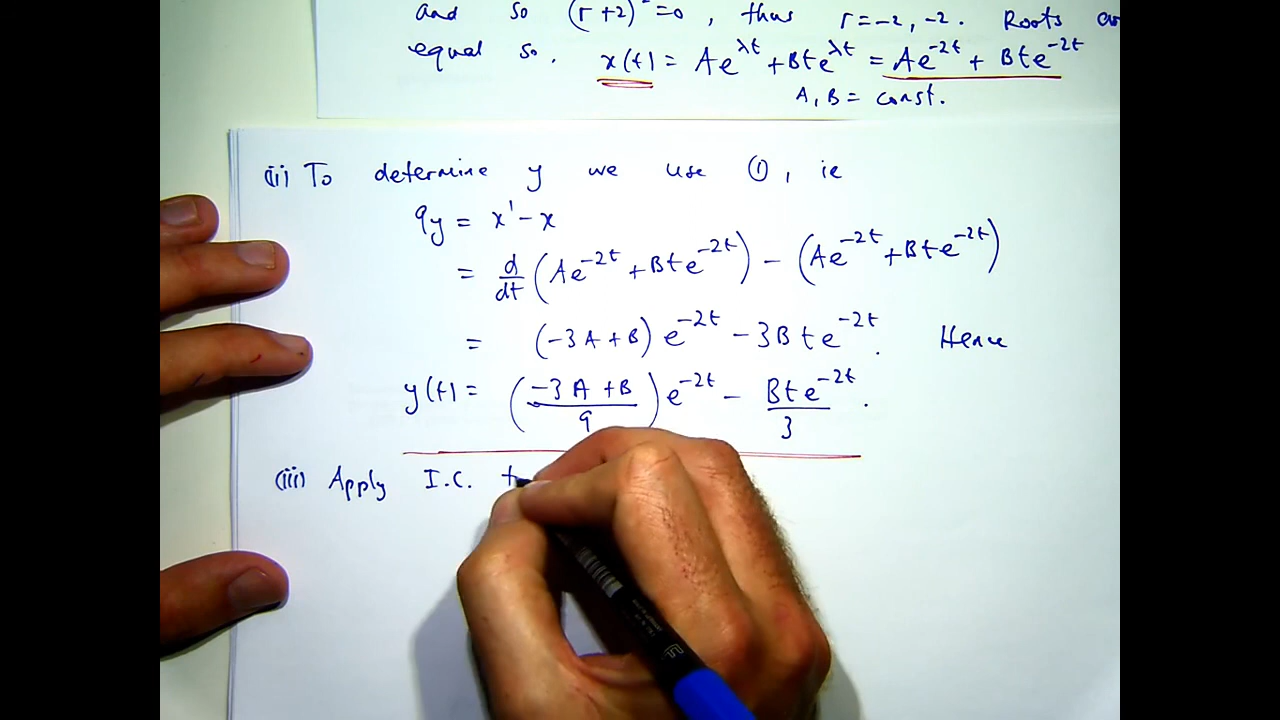 and so (r+2)²=0, thus r=-2,-2. Roots
equal so. x(t) = Ae^λt + Bte^λt = Ae^-2t + Bte^-2t
A, B = const.
(ii) To determine y we use ①, ie
9y = x' - x
= d/dt (Ae^-2t + Bte^-2t) - (Ae^-2t + Bte^-2t)
= (-3A+B) e^-2t - 3Bte^-2t. Hence
y(t) = ((-3A+B)/9) e^-2t - Bte^-2t/3.
(iii) Apply I.C.